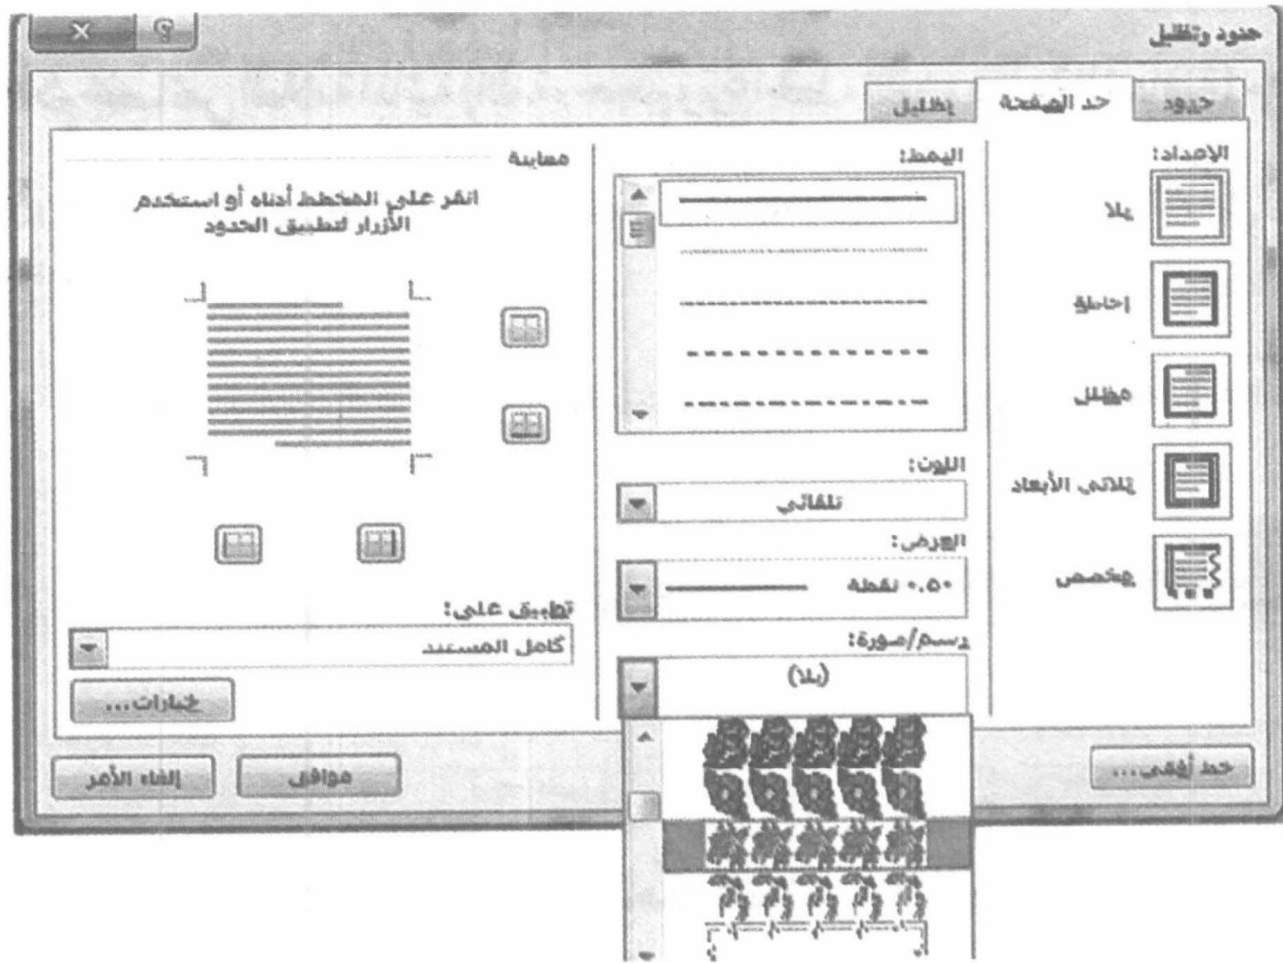 حدود وتظليل
حدود
حد الصفحة
تظليل
الإعداد:
بلا
إحاطة
مظلل
ثلاثي الأبعاد
مخصص
خط أفقي...
النمط:
اللون:
تلقائي
العرض:
٠.٥٠ نقطة
رسم/صورة:
(بلا)
معاينة
انقر على المخطط أدناه أو استخدم
الأزرار لتطبيق الحدود
تطبيق على:
كامل المستند
خيارات...
موافق
إلغاء الأمر